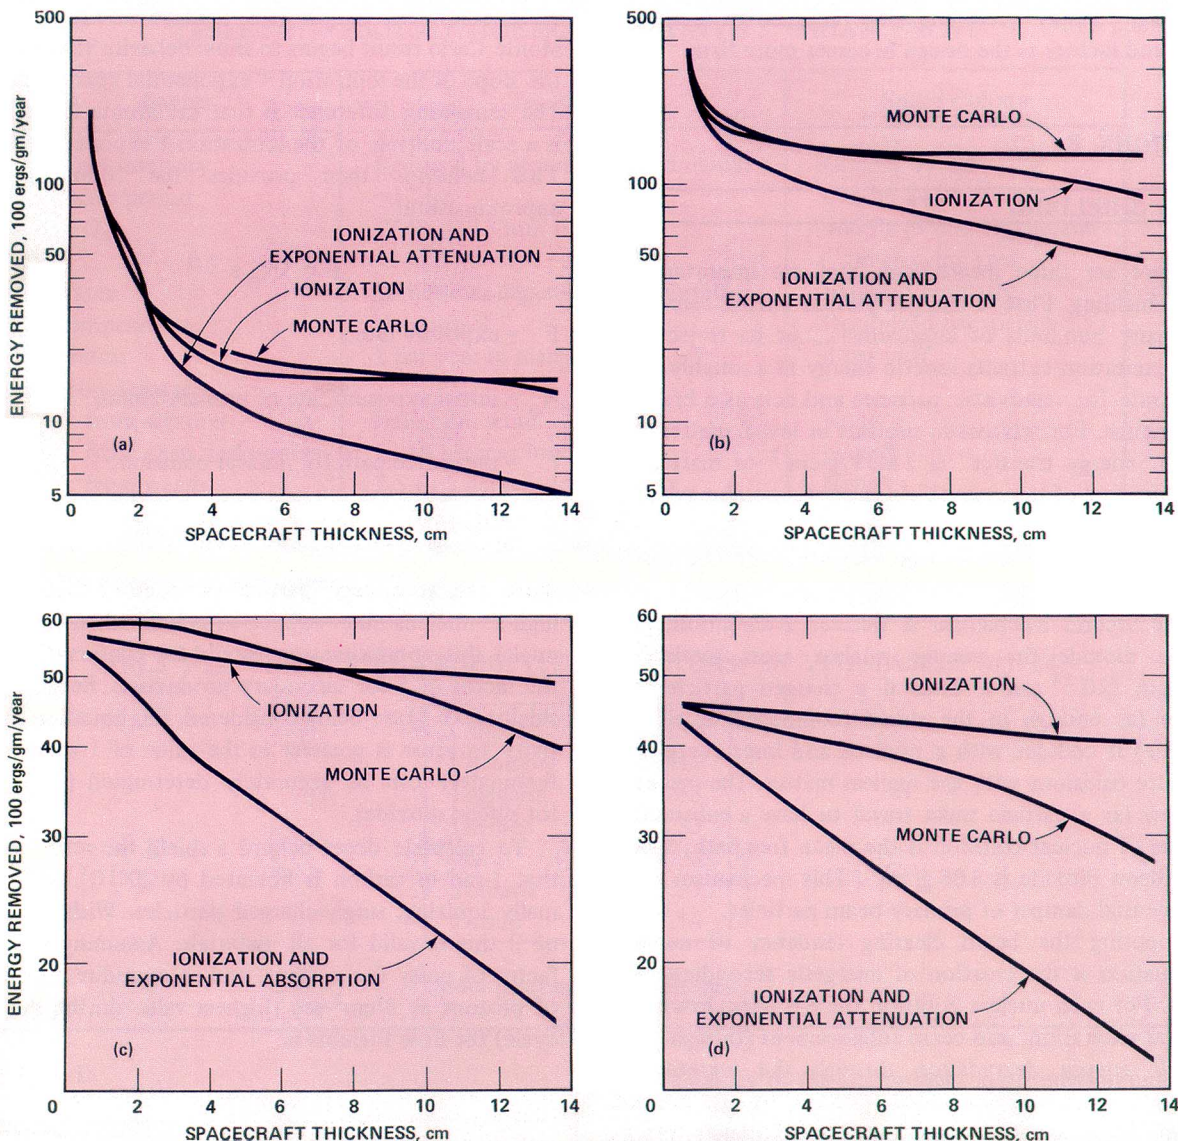 500
100
50
10
5
0
2
4
6
8
10
12
14
ENERGY REMOVED, 100 ergs/gm/year
SPACECRAFT THICKNESS, cm
IONIZATION AND
EXPONENTIAL ATTENUATION
IONIZATION
MONTE CARLO
(a)
500
100
50
10
5
0
2
4
6
8
10
12
14
SPACECRAFT THICKNESS, cm
MONTE CARLO
IONIZATION
IONIZATION AND
EXPONENTIAL ATTENUATION
(b)
60
50
40
30
20
0
2
4
6
8
10
12
14
ENERGY REMOVED, 100 ergs/gm/year
SPACECRAFT THICKNESS, cm
IONIZATION
MONTE CARLO
IONIZATION AND
EXPONENTIAL ABSORPTION
(c)
60
50
40
30
20
0
2
4
6
8
10
12
14
SPACECRAFT THICKNESS, cm
IONIZATION
MONTE CARLO
IONIZATION AND
EXPONENTIAL ATTENUATION
(d)